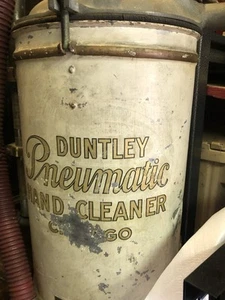 DUNTLEY
Pneumatic
HAND CLEANER
CHICAGO